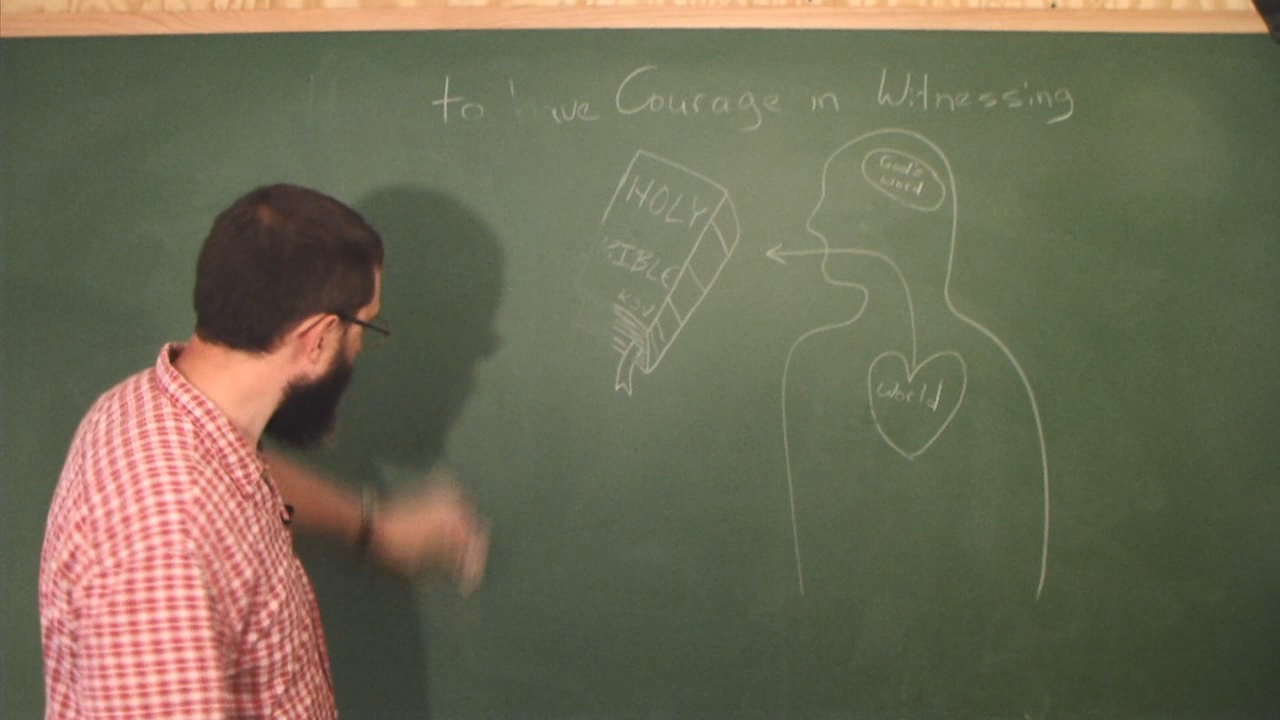 to have Courage in Witnessing
God's
Word
HOLY
BIBLE
KJV
World